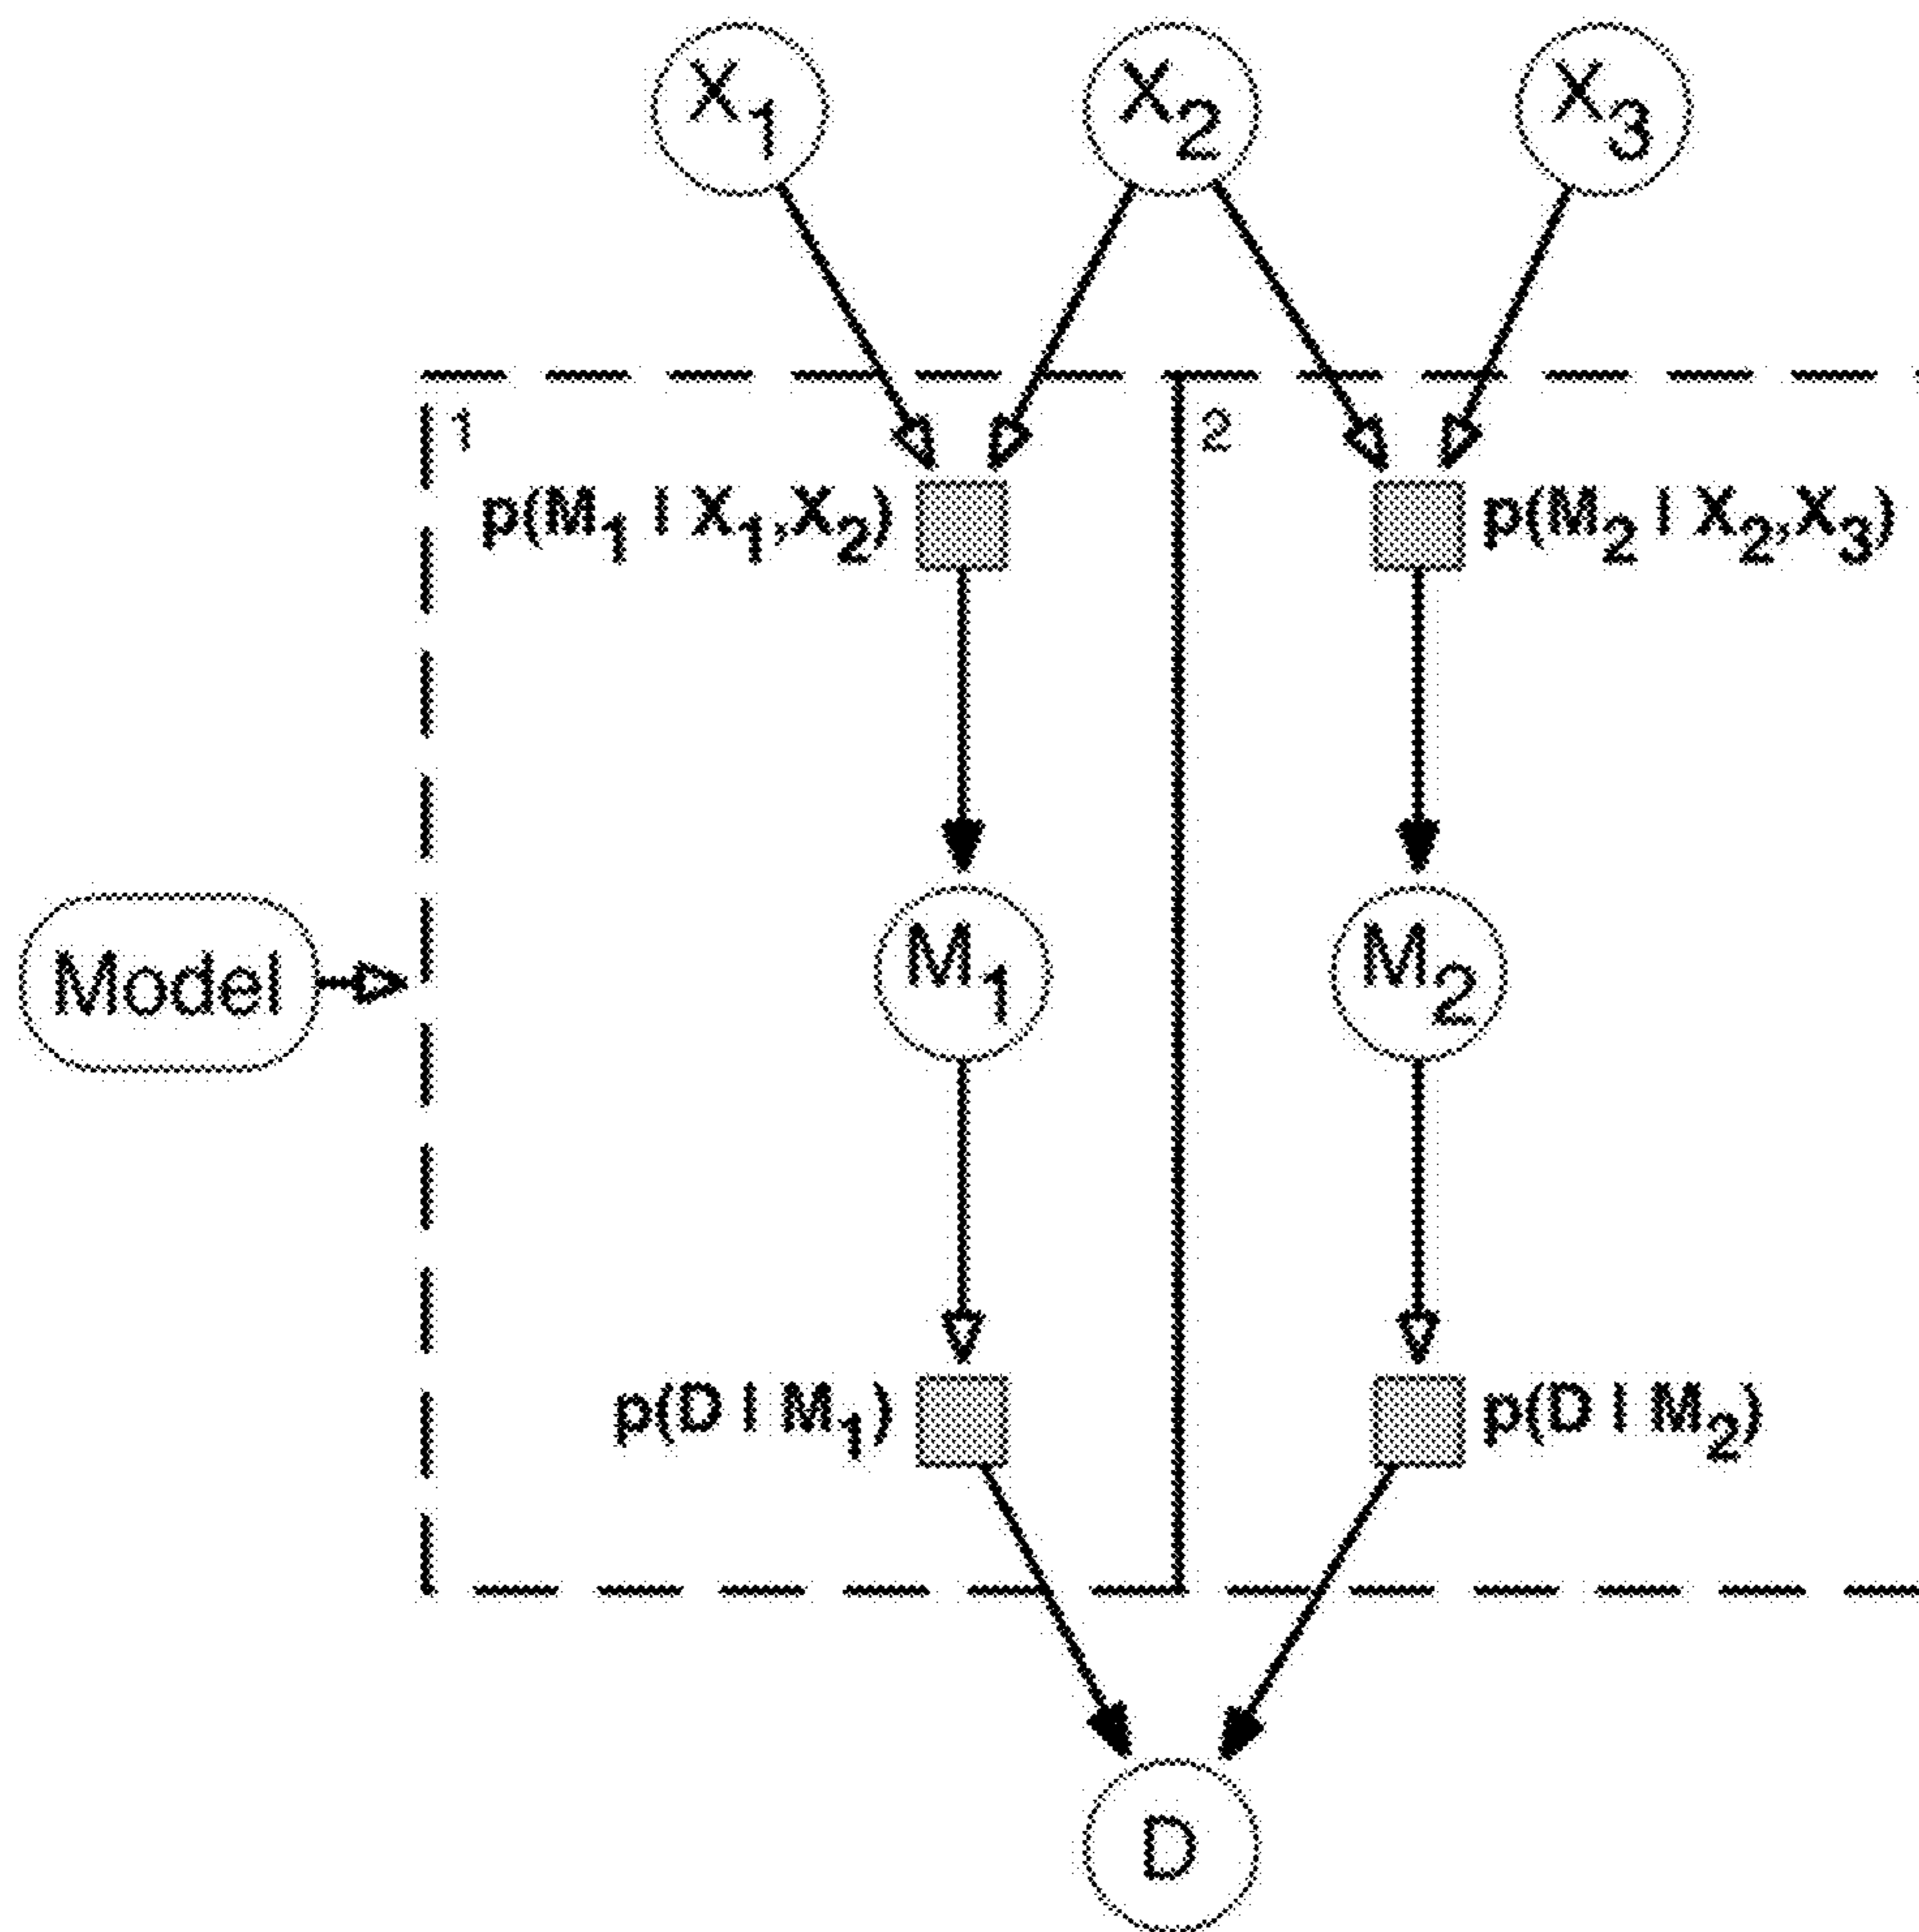 X₁ X₂ X₃
1 2
p(M₁ | X₁,X₂) p(M₂ | X₂,X₃)
Model M₁ M₂
p(D | M₁) p(D | M₂)
D